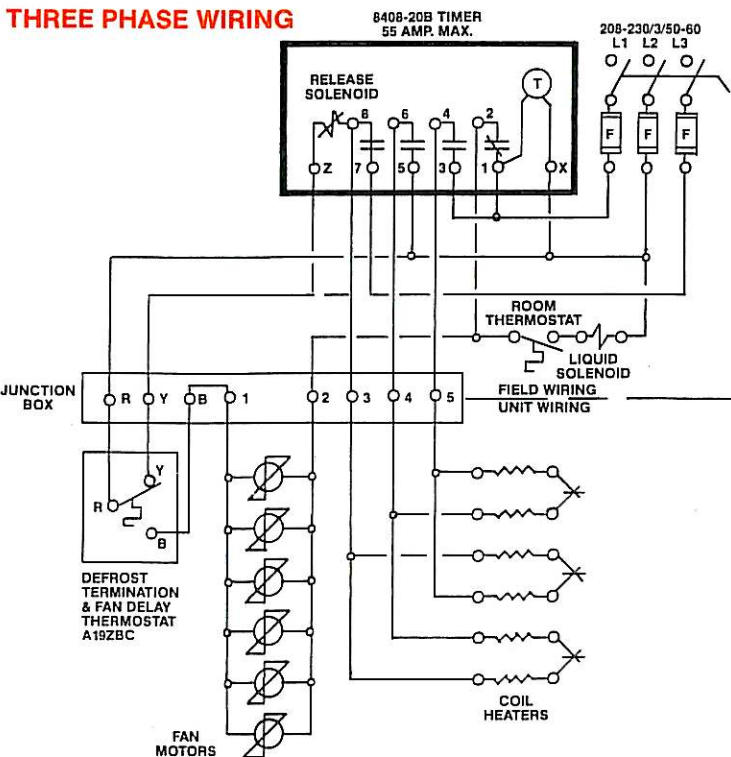 THREE PHASE WIRING
8408-20B TIMER
55 AMP. MAX.
208-230/3/50-60
L1 L2 L3
RELEASE
SOLENOID
T
8 6 4 2
F F F
Z 7 5 3 1 X
ROOM
THERMOSTAT
LIQUID
SOLENOID
JUNCTION
BOX
R Y B 1 2 3 4 5
FIELD WIRING
UNIT WIRING
Y
R
B
DEFROST
TERMINATION
& FAN DELAY
THERMOSTAT
A19ZBC
FAN
MOTORS
COIL
HEATERS